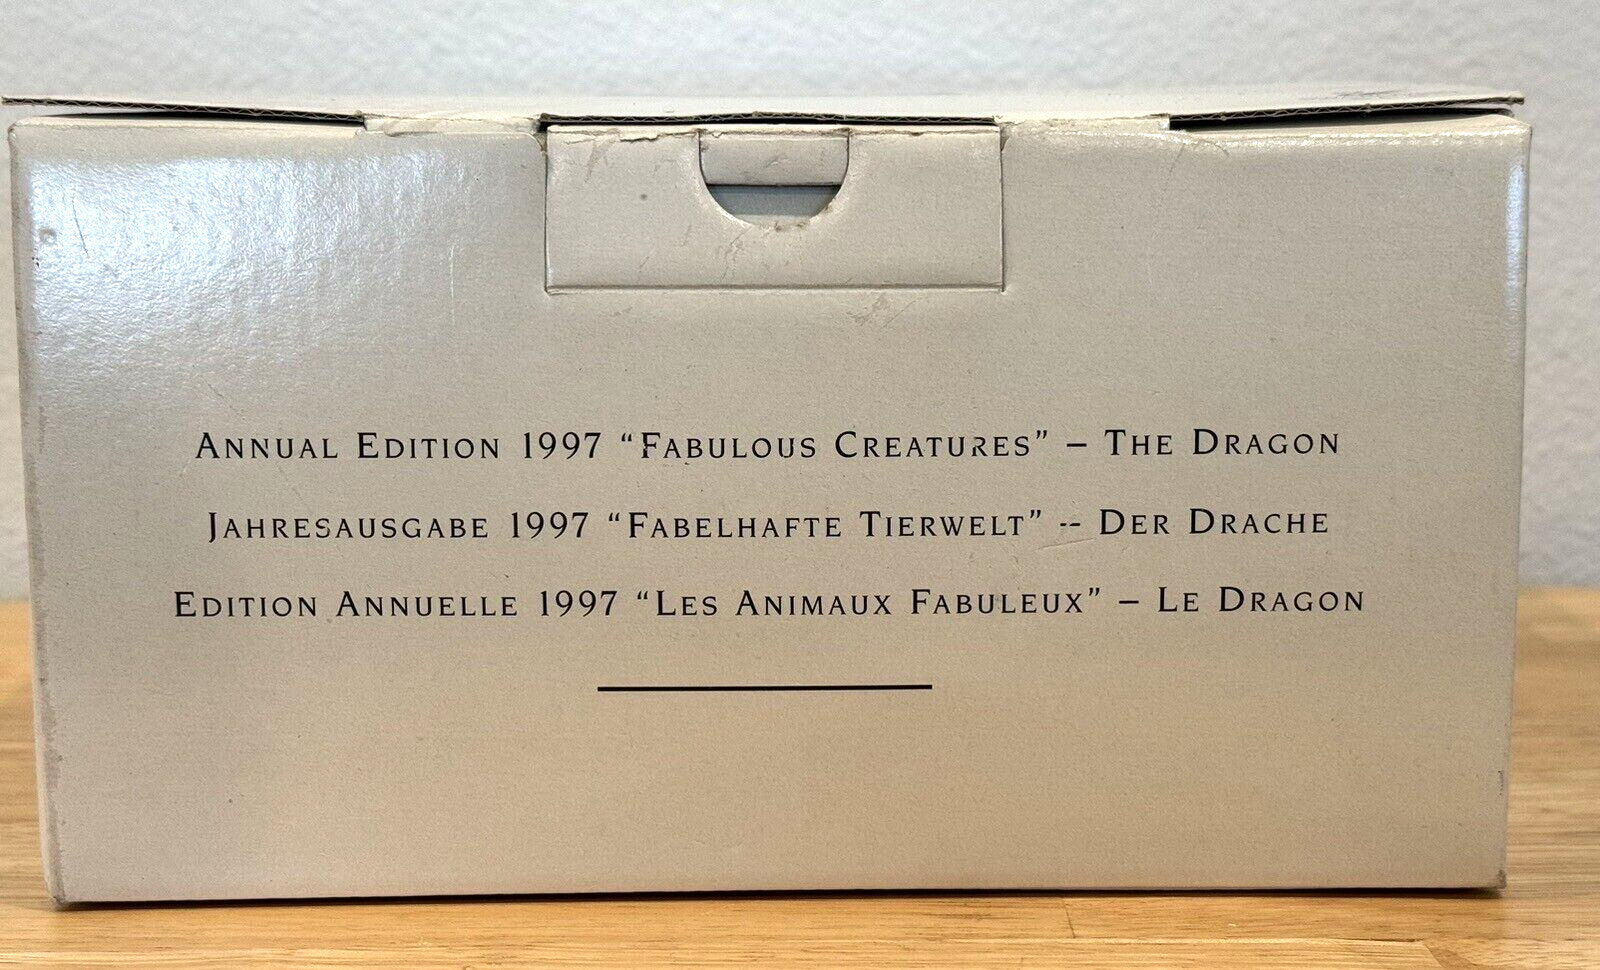 ANNUAL EDITION 1997 “FABULOUS CREATURES” – THE DRAGON
JAHRESAUSGABE 1997 “FABELHAFTE TIERWELT” -- DER DRACHE
EDITION ANNUELLE 1997 “LES ANIMAUX FABULEUX” – LE DRAGON